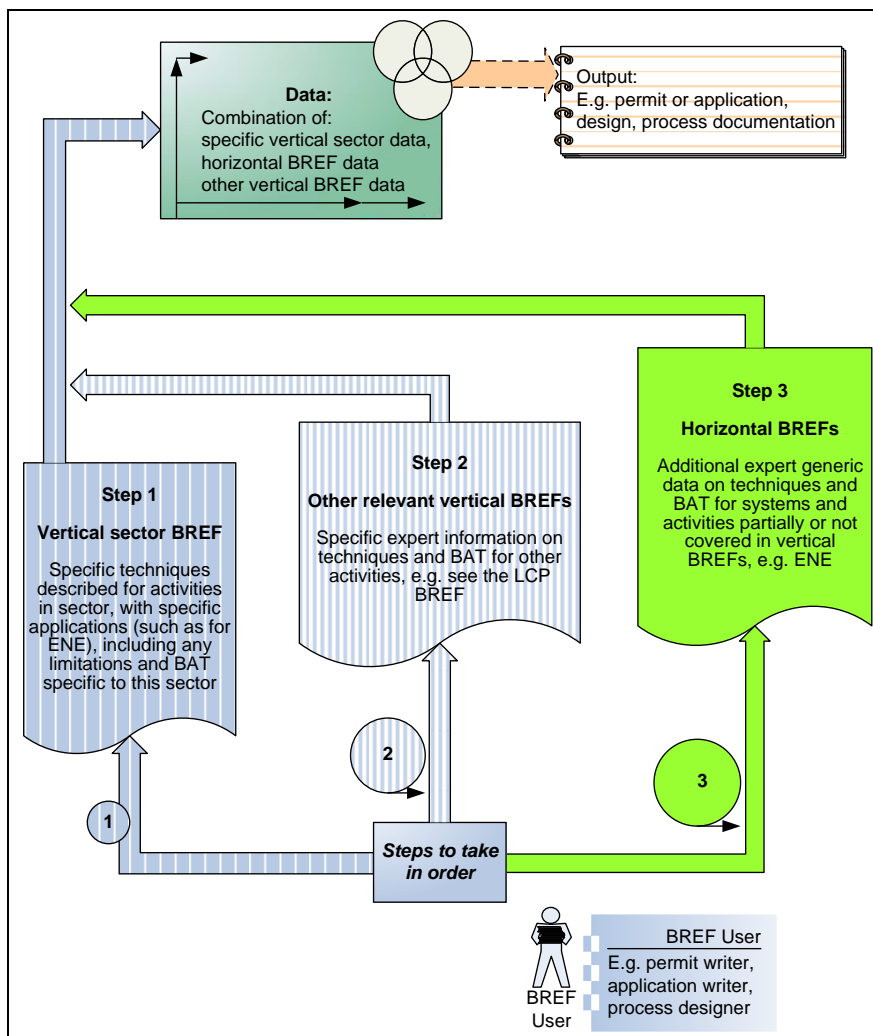 Data:
Combination of:
specific vertical sector data,
horizontal BREF data
other vertical BREF data
Output:
E.g. permit or application,
design, process documentation
Step 1
Vertical sector BREF
Specific techniques
described for activities
in sector, with specific
applications (such as for
ENE), including any
limitations and BAT
specific to this sector
Step 2
Other relevant vertical BREFs
Specific expert information on
techniques and BAT for other
activities, e.g. see the LCP
BREF
Step 3
Horizontal BREFs
Additional expert generic
data on techniques and
BAT for systems and
activities partially or not
covered in vertical
BREFs, e.g. ENE
1
2
3
Steps to take
in order
BREF
User
BREF User
E.g. permit writer,
application writer,
process designer